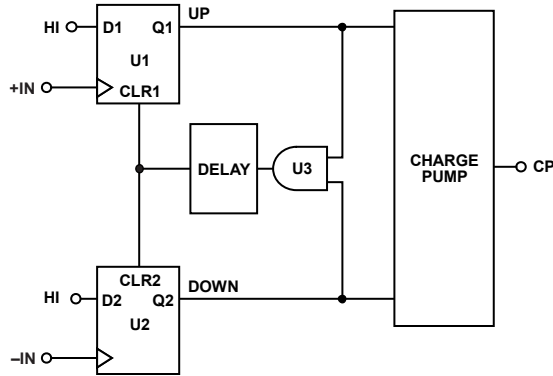 UP
HI
D1
Q1
U1
+IN
CLR1
DELAY
U3
CHARGE
PUMP
CP
CLR2
HI
D2
Q2
DOWN
U2
–IN